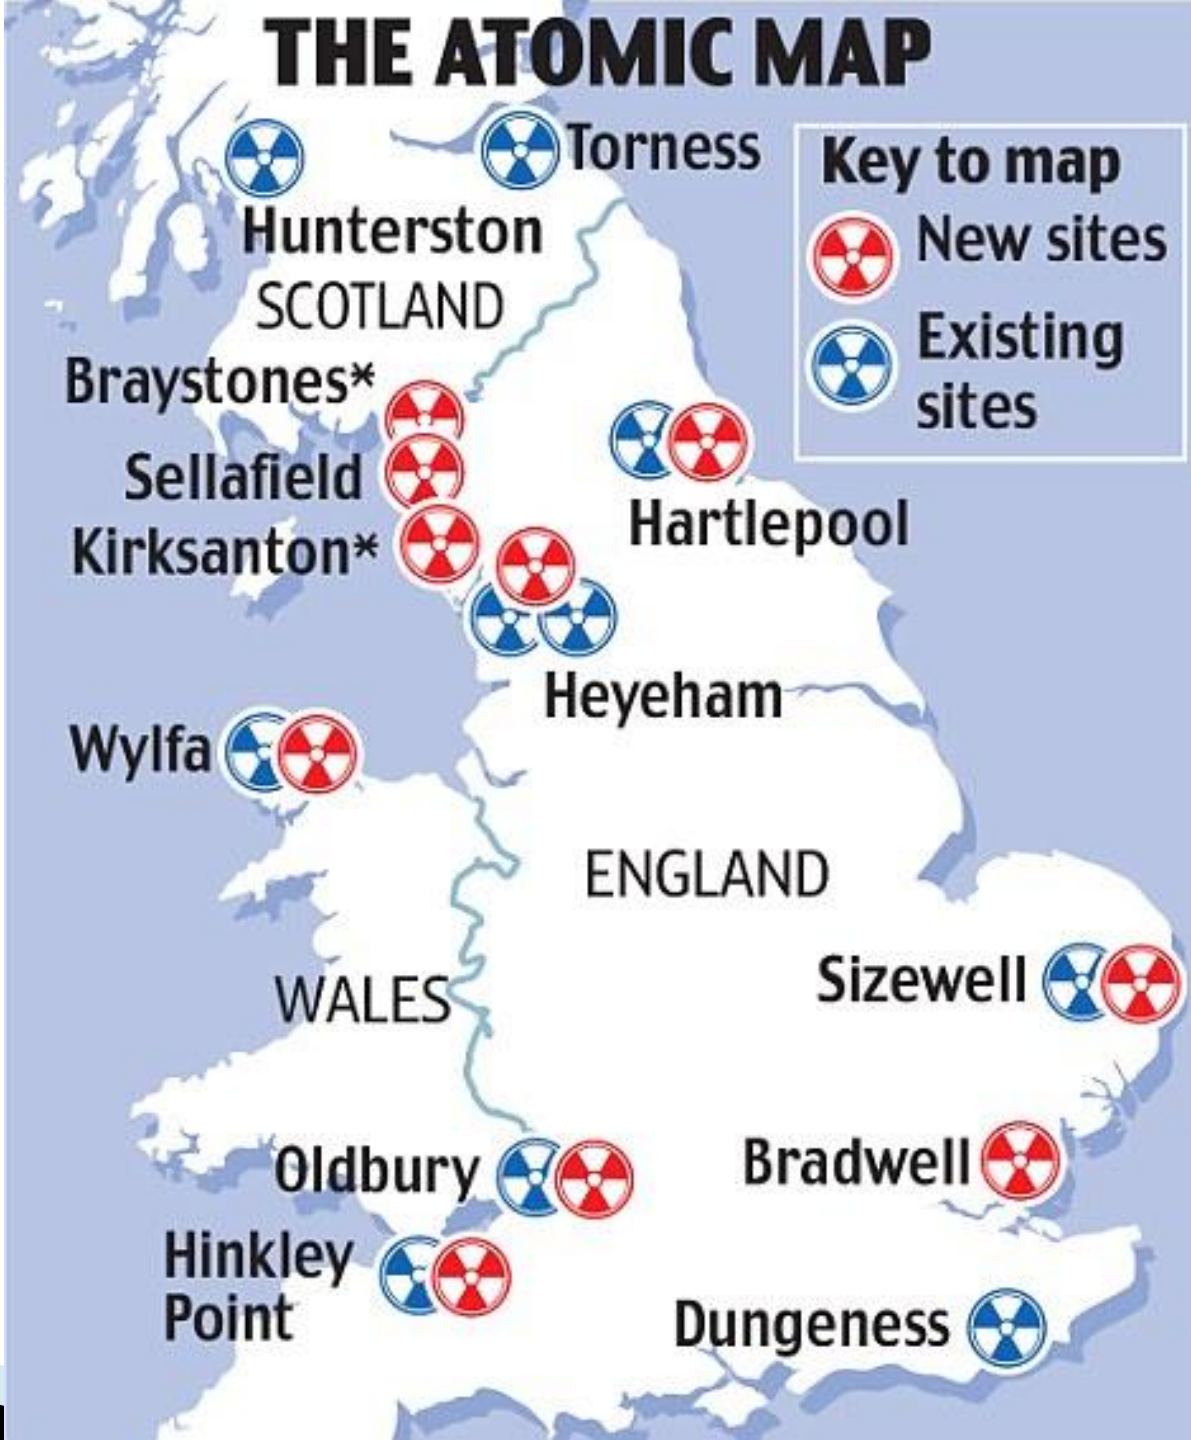 THE ATOMIC MAP
Torness
Key to map
New sites
Existing
sites
Hunterston
SCOTLAND
Braystones*
Sellafield
Kirksanton*
Hartlepool
Heyeham
Wylfa
ENGLAND
Sizewell
WALES
Oldbury
Bradwell
Hinkley
Point
Dungeness